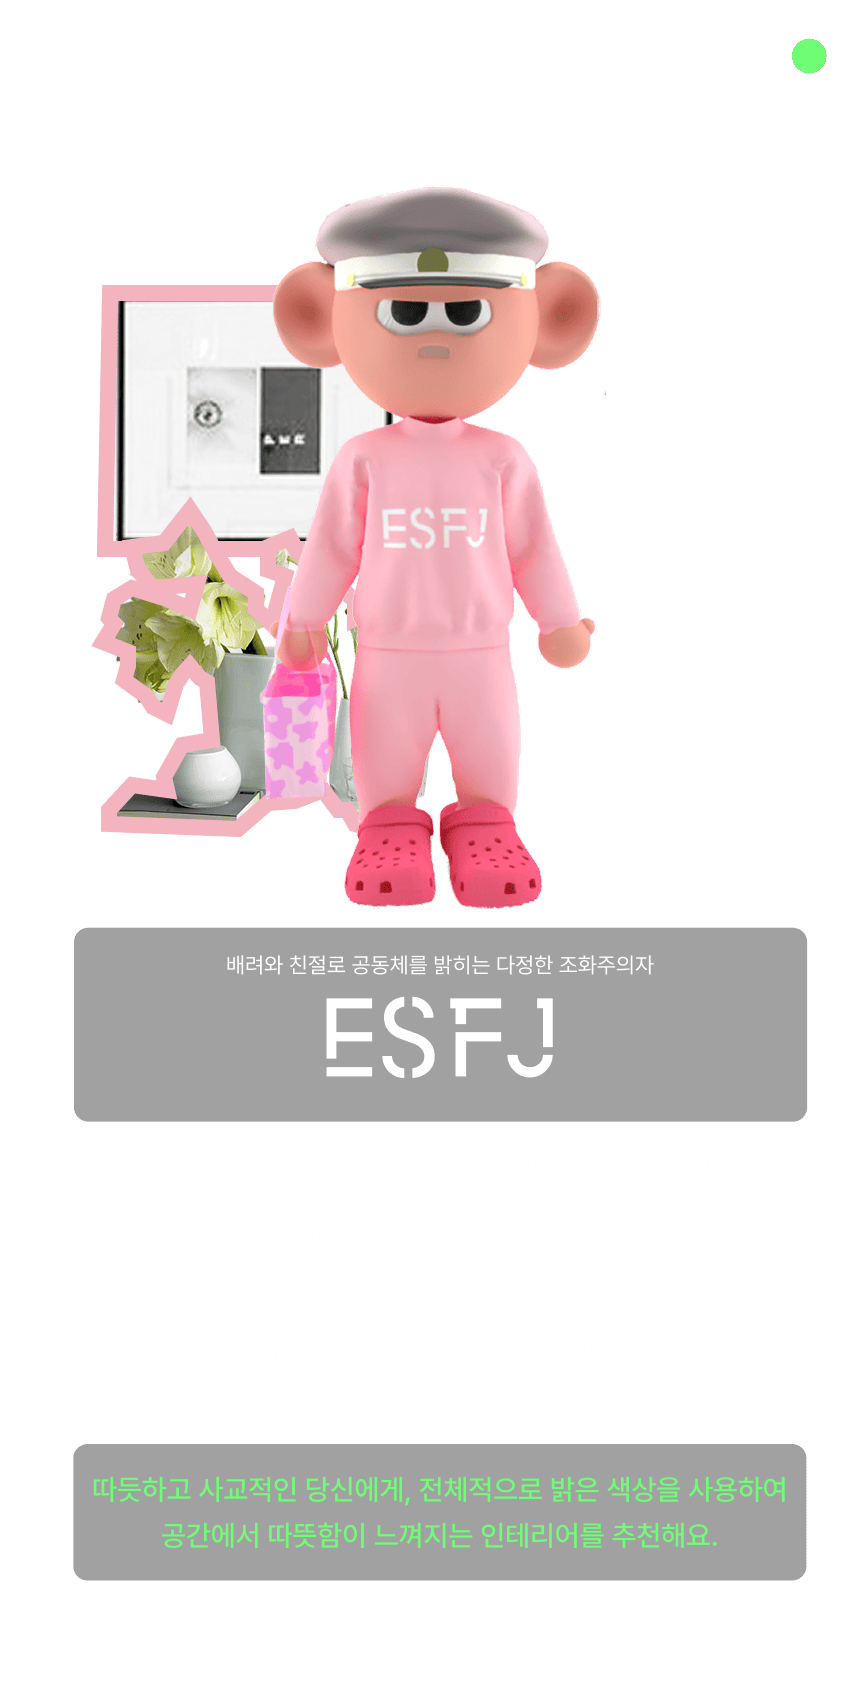 ESFJ
배려와 친절로 공동체를 밝히는 다정한 조화주의자
ESFJ
따듯하고 사교적인 당신에게, 전체적으로 밝은 색상을 사용하여
공간에서 따뜻함이 느껴지는 인테리어를 추천해요.